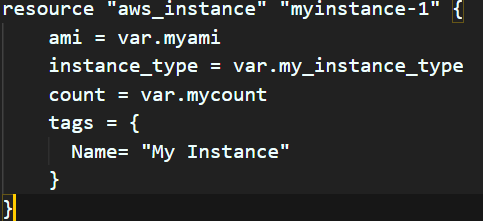 resource "aws_instance" "myinstance-1" {
    ami = var.myami
    instance_type = var.my_instance_type
    count = var.mycount
    tags = {
      Name= "My Instance"
    }
}